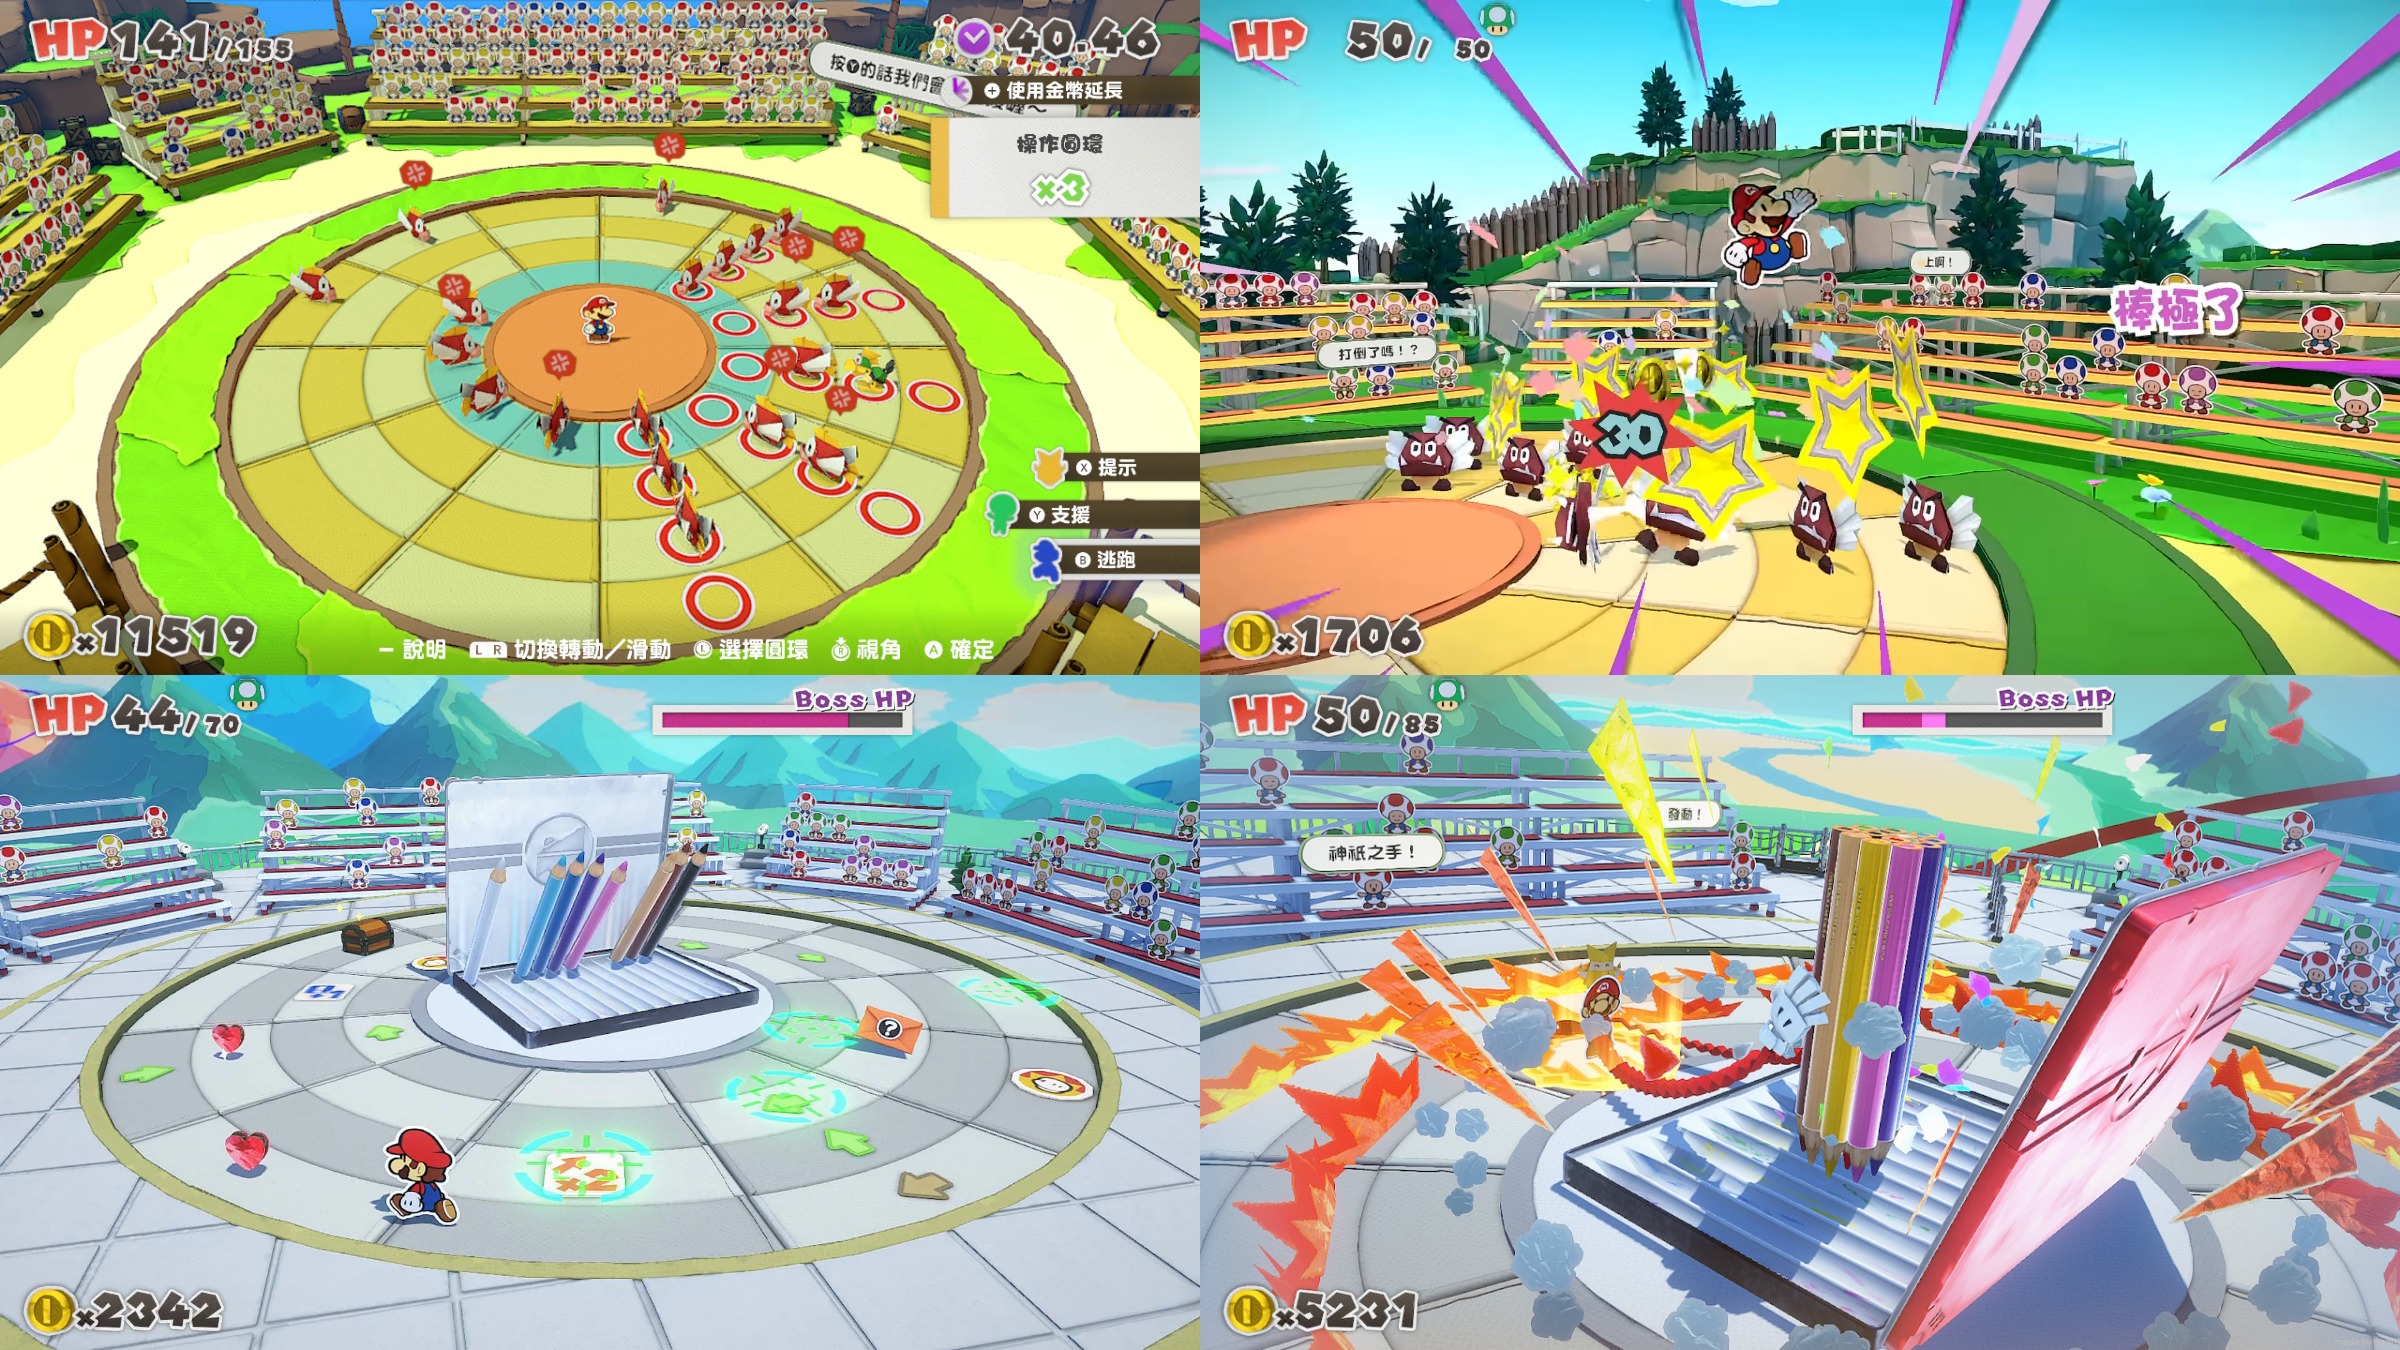 HP 141/155
40.46
按Y的話我們會
+ 使用金幣延長
操作圓環
×3
X 提示
Y 支援
B 逃跑
×11519
− 說明 L R 切換轉動／滑動 L 選擇圓環 R 視角 A 確定
HP 50/50
上啊！
棒極了
打倒了嗎！？
30
×1706
HP 44/70
Boss HP
?
×2
×2342
HP 50/85
Boss HP
發動！
神祇之手！
×5231